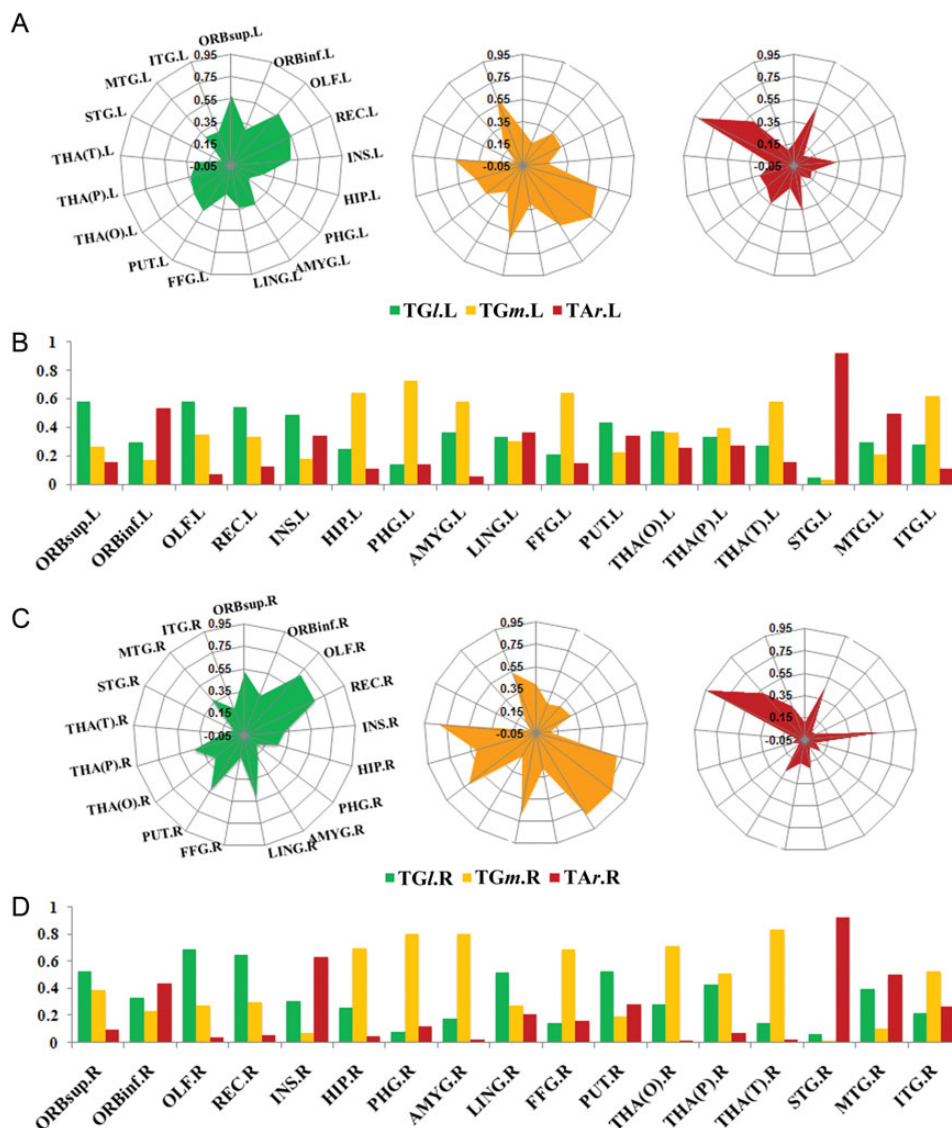 A
ORBsup.L
ORBinf.L
OLF.L
REC.L
INS.L
HIP.L
PHG.L
AMYG.L
LING.L
FFG.L
PUT.L
THA(O).L
THA(P).L
THA(T).L
STG.L
MTG.L
ITG.L
0.95
0.75
0.55
0.35
0.15
-0.05
0.95
0.75
0.55
0.35
0.15
-0.05
0.95
0.75
0.55
0.35
0.15
-0.05
TGl.L TGm.L TAr.L
B
1
0.8
0.6
0.4
0.2
0
ORBsup.L ORBinf.L OLF.L REC.L INS.L HIP.L PHG.L AMYG.L LING.L FFG.L PUT.L THA(O).L THA(P).L THA(T).L STG.L MTG.L ITG.L
C
ORBsup.R
ORBinf.R
OLF.R
REC.R
INS.R
HIP.R
PHG.R
AMYG.R
LING.R
FFG.R
PUT.R
THA(O).R
THA(P).R
THA(T).R
STG.R
MTG.R
ITG.R
0.95
0.75
0.55
0.35
0.15
-0.05
0.95
0.75
0.55
0.35
0.15
-0.05
0.95
0.75
0.55
0.35
0.15
-0.05
TGl.R TGm.R TAr.R
D
1
0.8
0.6
0.4
0.2
0
ORBsup.R ORBinf.R OLF.R REC.R INS.R HIP.R PHG.R AMYG.R LING.R FFG.R PUT.R THA(O).R THA(P).R THA(T).R STG.R MTG.R ITG.R